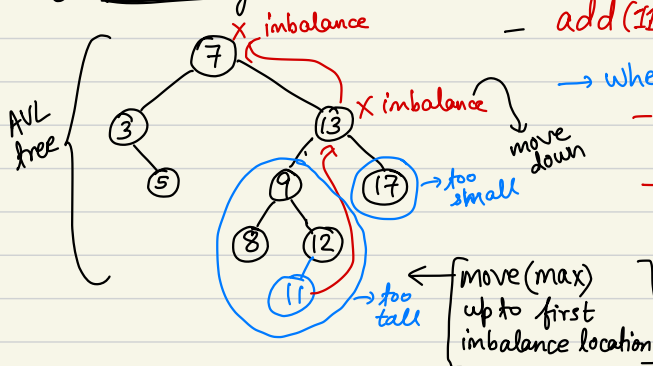 X imbalance
add(11
7
→ whe
AVL
tree
3
13
X imbalance
move
down
5
9
17
→ too
small
8
12
11
→ too
tall
move(max)
up to first
imbalance location